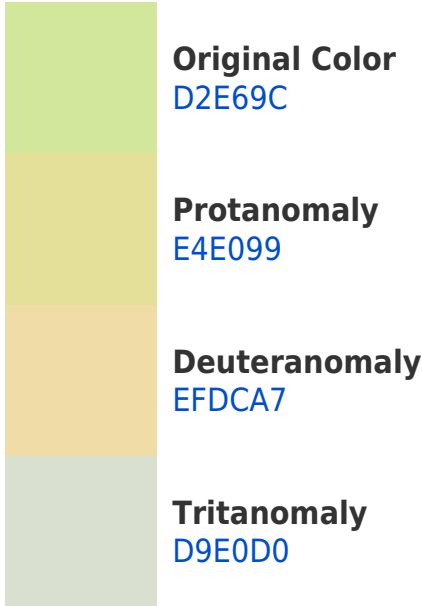 Original Color
D2E69C
Protanomaly
E4E099
Deuteranomaly
EFDCA7
Tritanomaly
D9E0D0